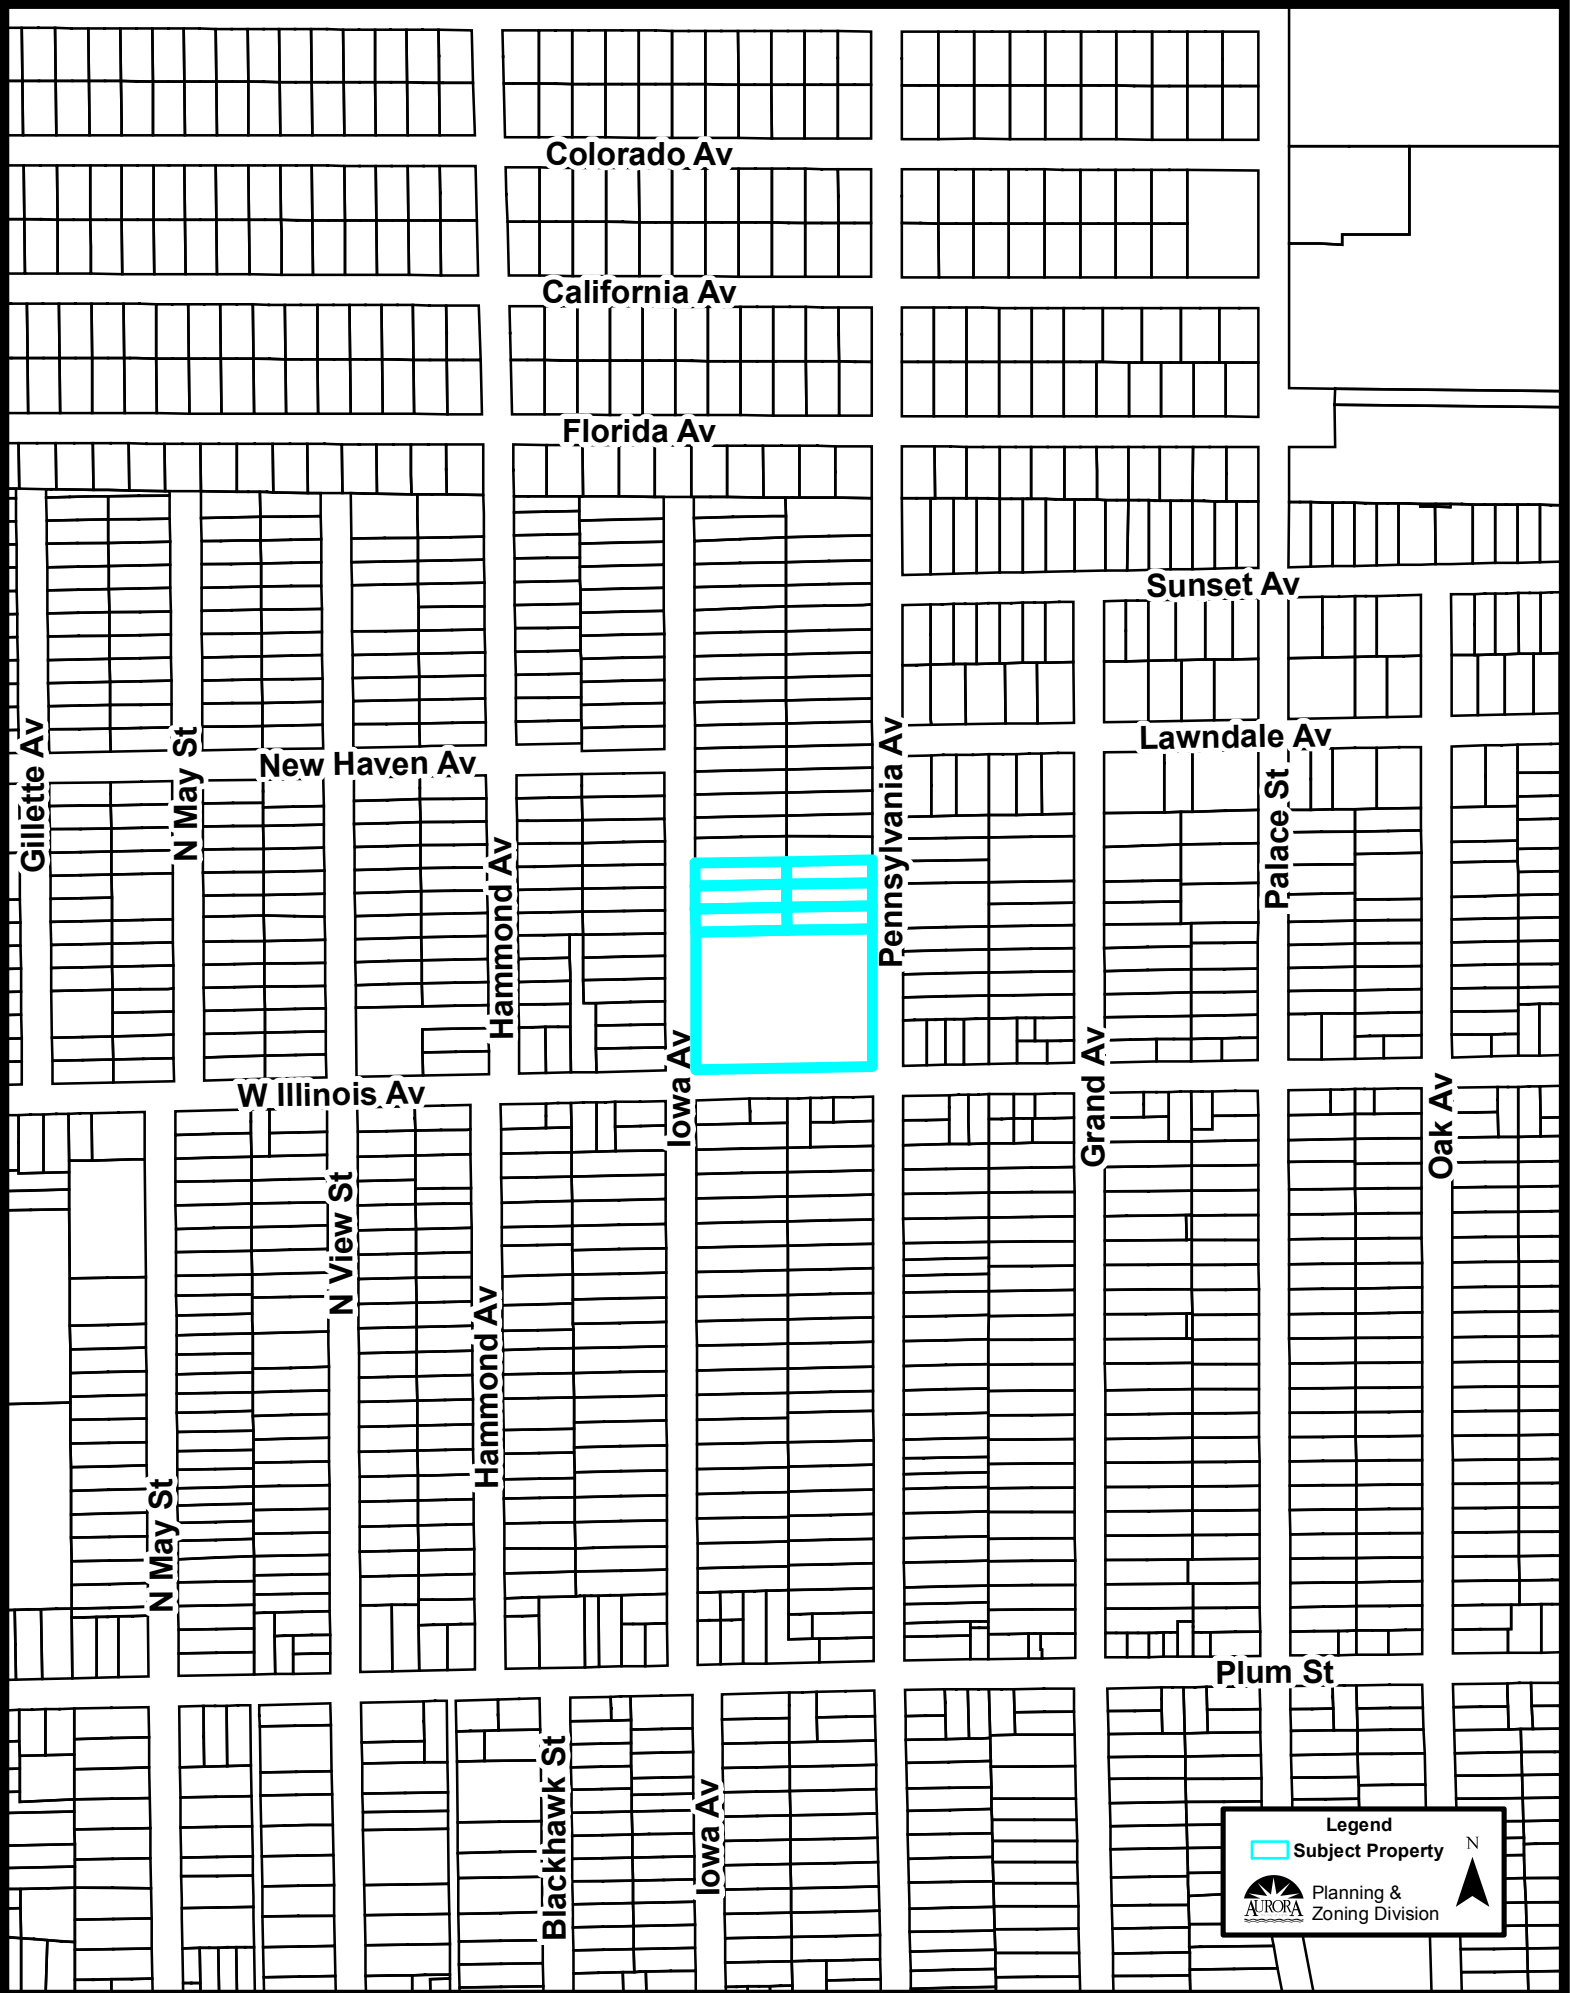 Colorado Av
California Av
Florida Av
Sunset Av
Lawndale Av
Gillette Av
N May St
New Haven Av
Pennsylvania Av
Palace St
Hammond Av
W Illinois Av
Iowa Av
Grand Av
Oak Av
N View St
Hammond Av
N May St
Plum St
Blackhawk St
Iowa Av
Legend
Subject Property
N
AURORA
Planning &
Zoning Division